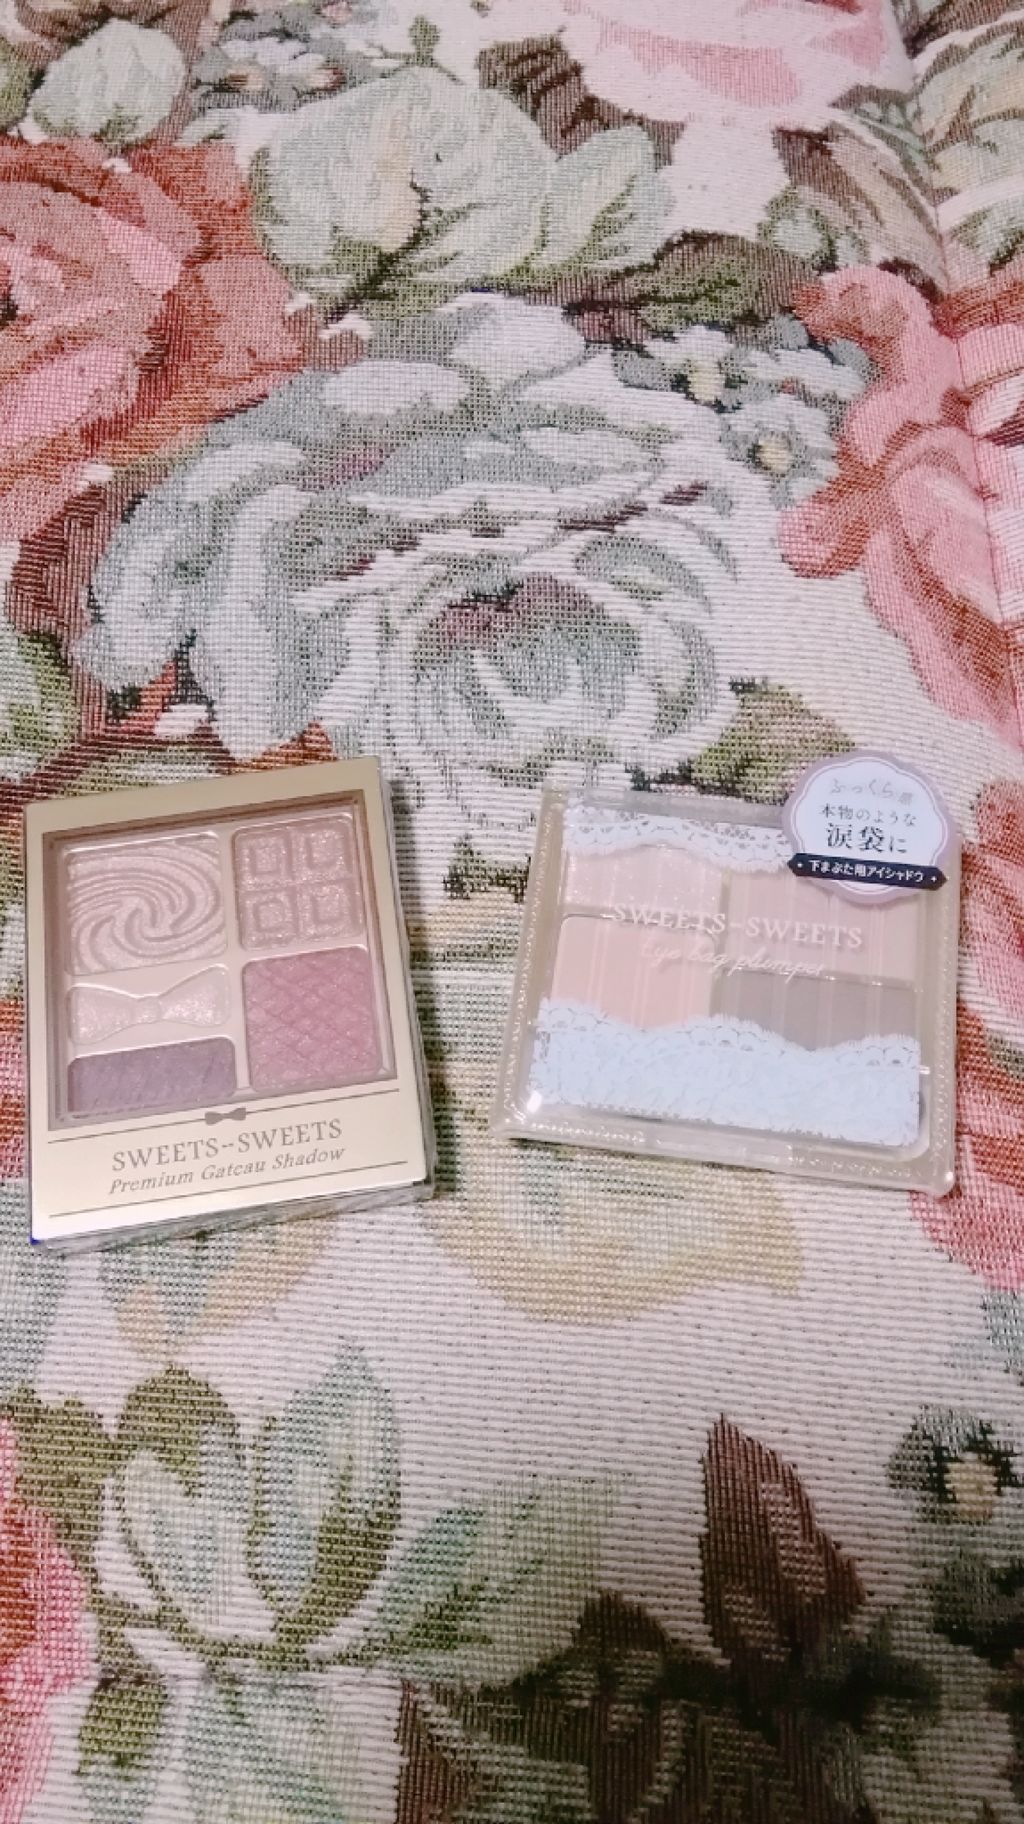 SWEETS-SWEETS
Premium Gateau Shadow
ふっくら感
本物のような
涙袋に
下まぶた用アイシャドウ
SWEETS-SWEETS
Eye bag plumper